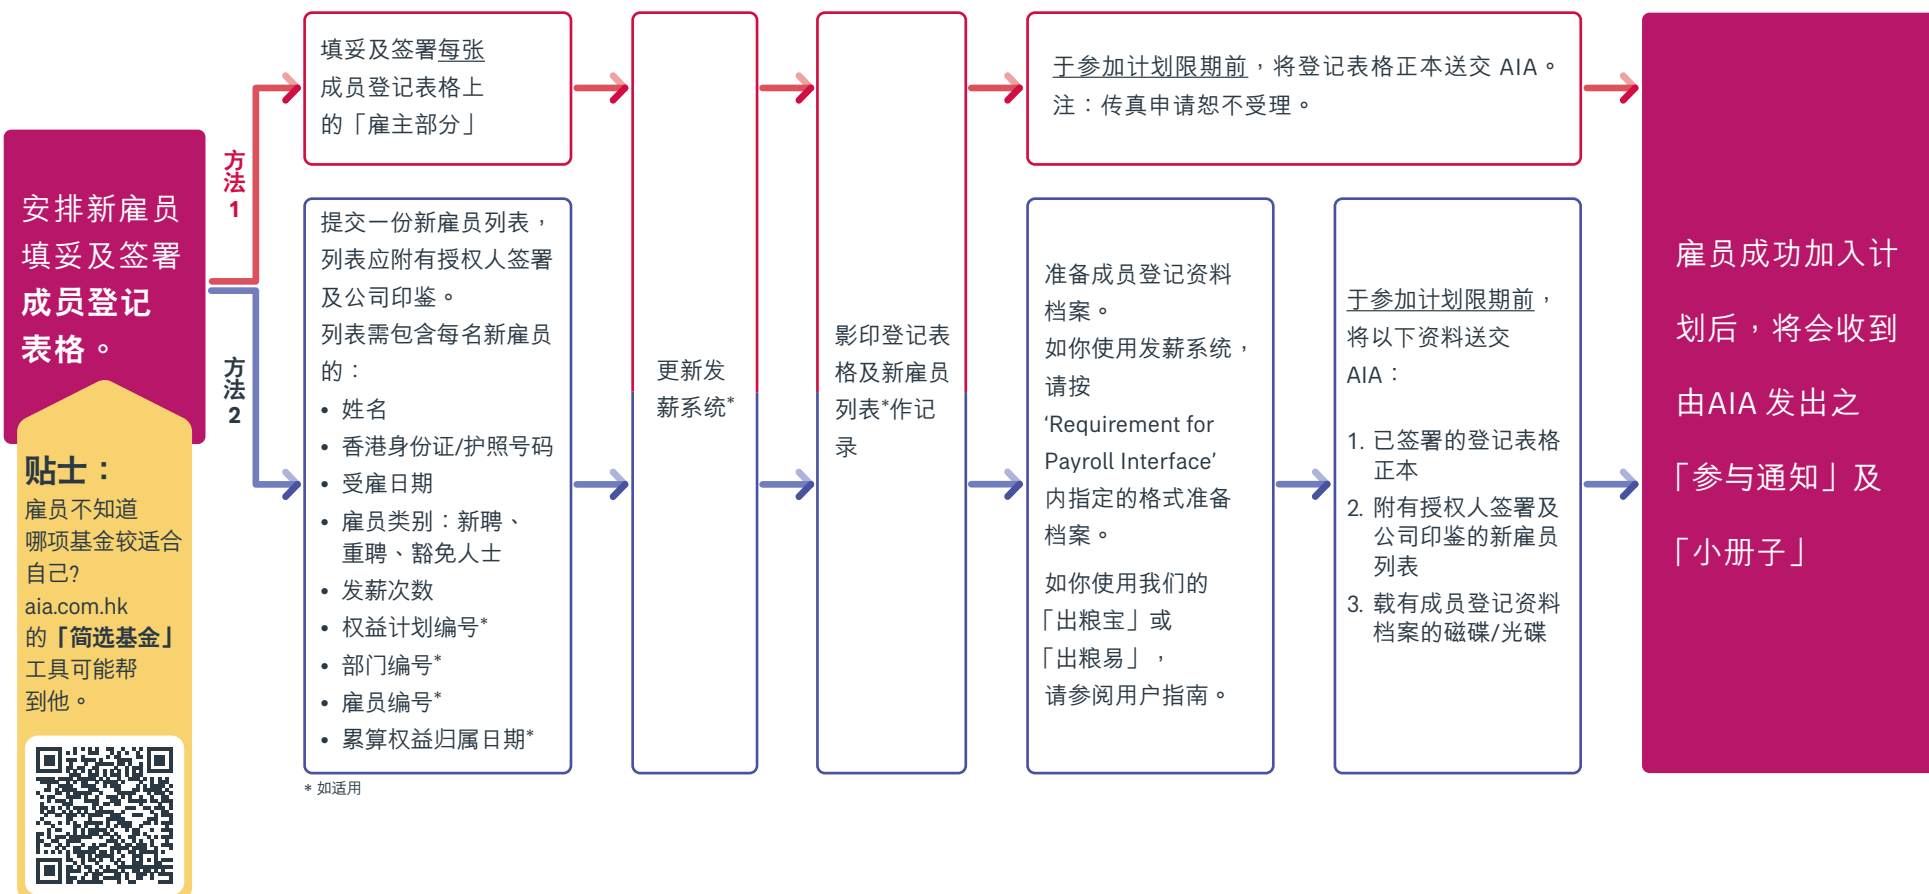 安排新雇员
填妥及签署
成员登记
表格。
贴士：
雇员不知道
哪项基金较适合
自己?
aia.com.hk
的「简选基金」
工具可能帮
到他。
方法1
填妥及签署每张
成员登记表格上
的「雇主部分」
方法2
提交一份新雇员列表，
列表应附有授权人签署
及公司印鉴。
列表需包含每名新雇员
的：
• 姓名
• 香港身份证/护照号码
• 受雇日期
• 雇员类别：新聘、
重聘、豁免人士
• 发薪次数
• 权益计划编号*
• 部门编号*
• 雇员编号*
• 累算权益归属日期*
* 如适用
更新发
薪系统*
影印登记表
格及新雇员
列表*作记
录
于参加计划限期前，将登记表格正本送交 AIA。
注：传真申请恕不受理。
准备成员登记资料
档案。
如你使用发薪系统，
请按
‘Requirement for
Payroll Interface’
内指定的格式准备
档案。
如你使用我们的
「出粮宝」或
「出粮易」，
请参阅用户指南。
于参加计划限期前，
将以下资料送交
AIA：
1. 已签署的登记表格
正本
2. 附有授权人签署及
公司印鉴的新雇员
列表
3. 载有成员登记资料
档案的磁碟/光碟
雇员成功加入计
划后，将会收到
由AIA 发出之
「参与通知」及
「小册子」